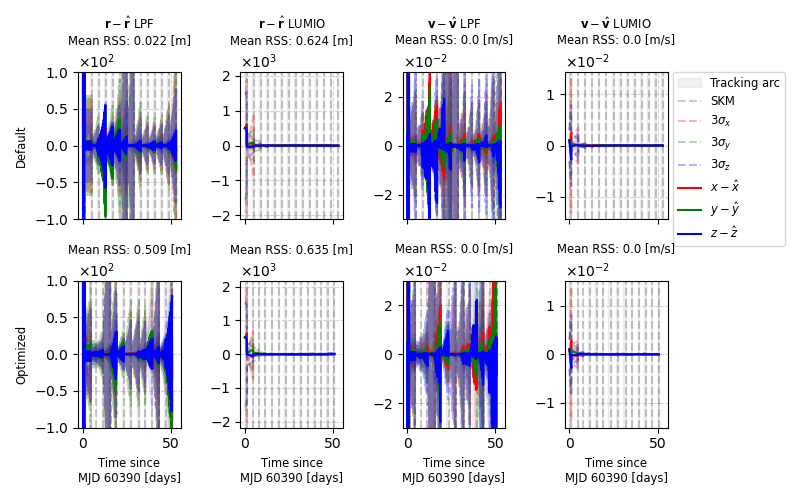 r − r̂ LPF
Mean RSS: 0.022 [m]
r − r̂ LUMIO
Mean RSS: 0.624 [m]
v − v̂ LPF
Mean RSS: 0.0 [m/s]
v − v̂ LUMIO
Mean RSS: 0.0 [m/s]
Default
×10²
1.0
0.5
0.0
−0.5
−1.0
×10³
2
1
0
−1
−2
×10⁻²
2
0
−2
×10⁻²
1
0
−1
Tracking arc
SKM
3σₓ
3σ_y
3σ_z
x − x̂
y − ŷ
z − ẑ
Mean RSS: 0.509 [m]
Mean RSS: 0.635 [m]
Mean RSS: 0.0 [m/s]
Mean RSS: 0.0 [m/s]
Optimized
×10²
1.0
0.5
0.0
−0.5
−1.0
0
50
Time since
MJD 60390 [days]
×10³
2
1
0
−1
−2
0
50
Time since
MJD 60390 [days]
×10⁻²
2
0
−2
0
50
Time since
MJD 60390 [days]
×10⁻²
1
0
−1
0
50
Time since
MJD 60390 [days]